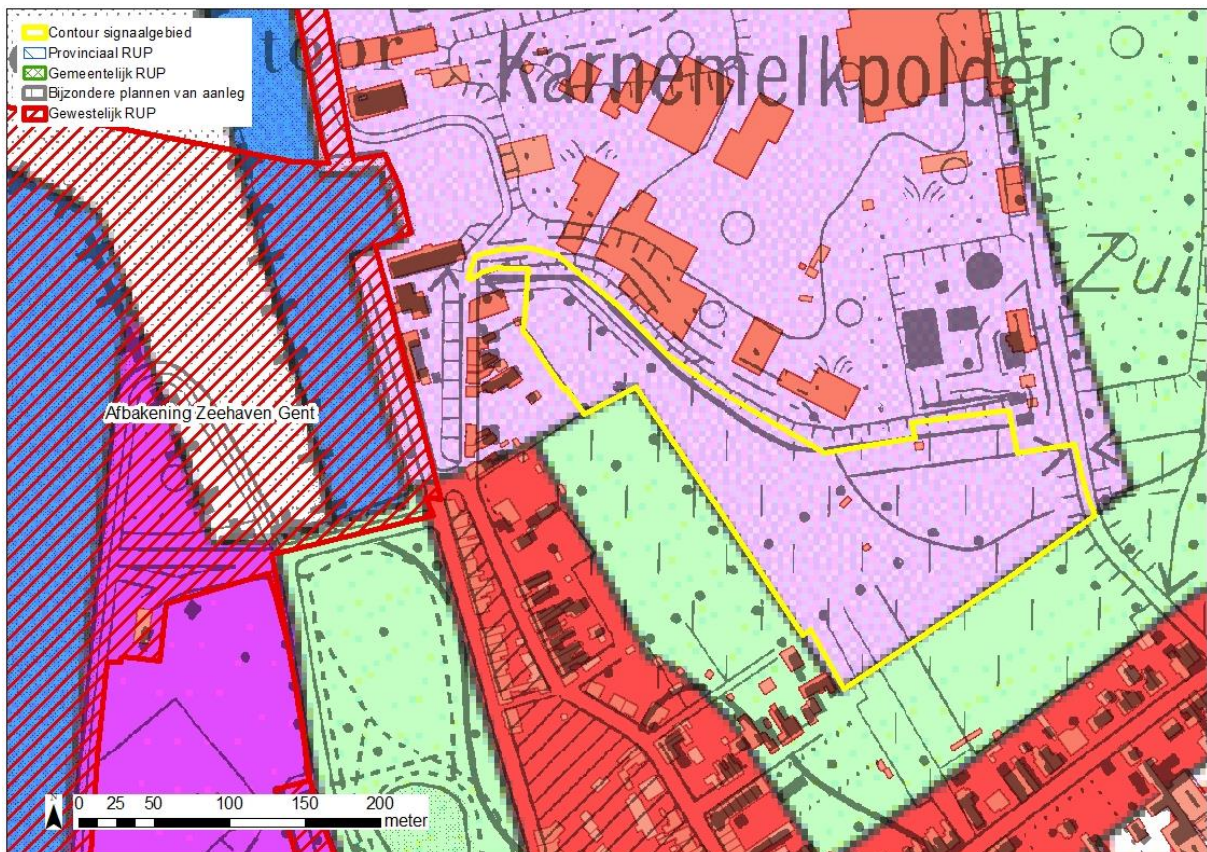 Contour signaalgebied
Provinciaal RUP
Gemeentelijk RUP
Bijzondere plannen van aanleg
Gewestelijk RUP
Karnemelkpolder
Afbakening Zeehaven Gent
0 25 50 100 150 200
meter